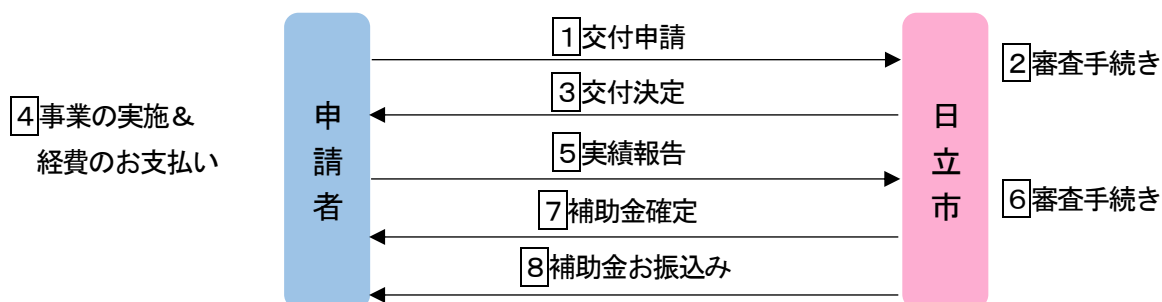 1交付申請
2審査手続き
3交付決定
4事業の実施&
経費のお支払い
申請者
日立市
5実績報告
6審査手続き
7補助金確定
8補助金お振込み